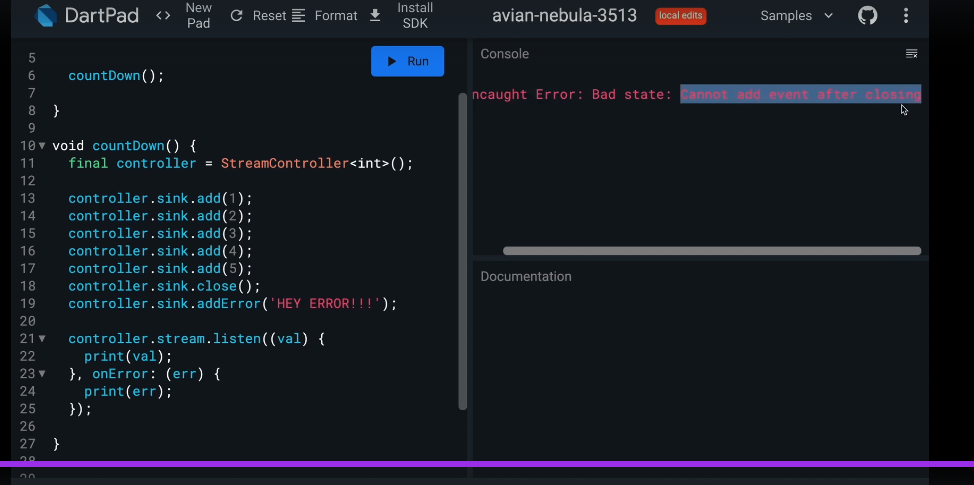 DartPad
<> New Pad
Reset
Format
Install SDK
avian-nebula-3513
local edits
Samples
5
6 countDown();
7
8 }
9
10 void countDown() {
11 final controller = StreamController<int>();
12
13 controller.sink.add(1);
14 controller.sink.add(2);
15 controller.sink.add(3);
16 controller.sink.add(4);
17 controller.sink.add(5);
18 controller.sink.close();
19 controller.sink.addError('HEY ERROR!!!');
20
21 controller.stream.listen((val) {
22 print(val);
23 }, onError: (err) {
24 print(err);
25 });
26
27 }
28
Run
Console
ncaught Error: Bad state: Cannot add event after closing
Documentation